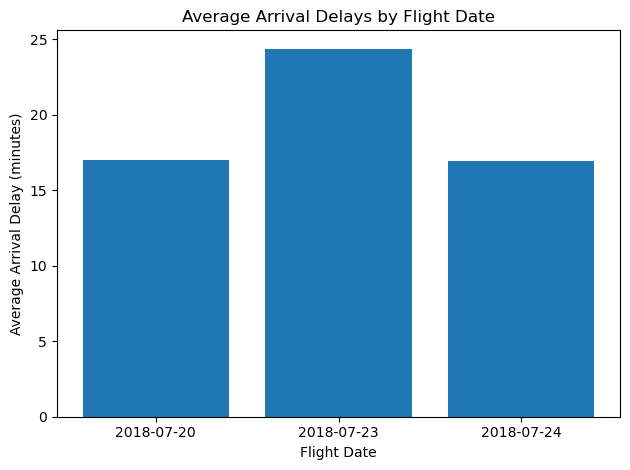 Average Arrival Delays by Flight Date
Average Arrival Delay (minutes)
25
20
15
10
5
0
2018-07-20 2018-07-23 2018-07-24
Flight Date